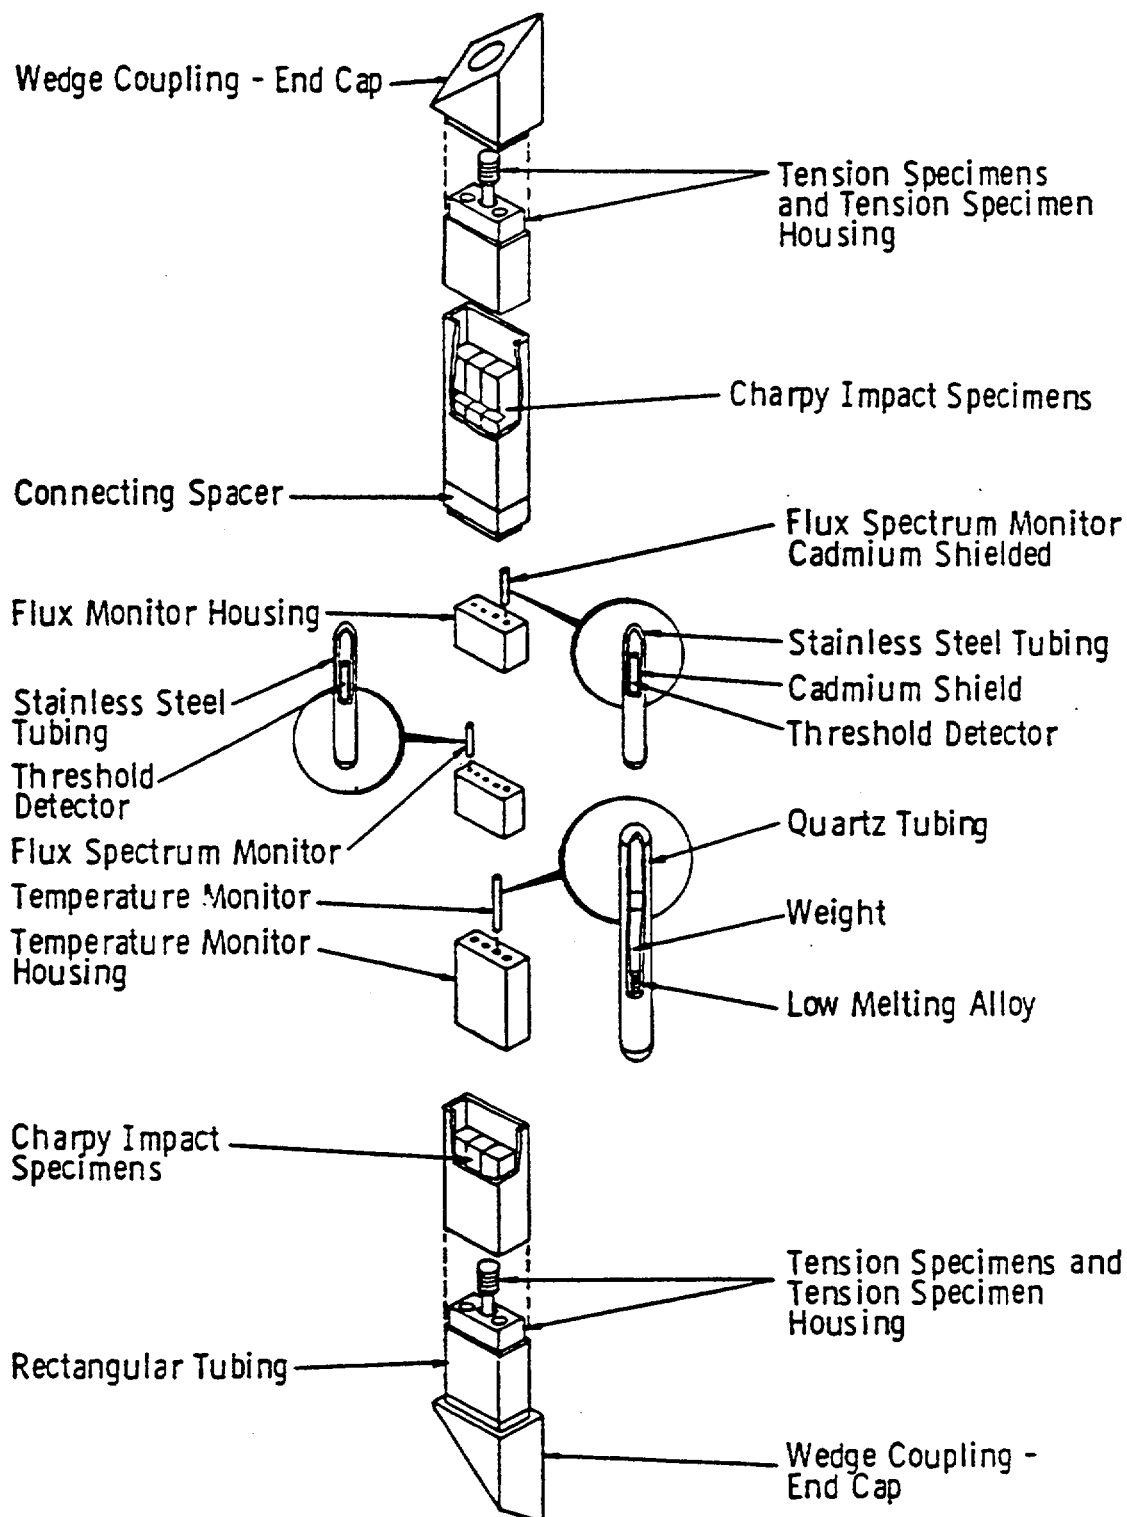 Wedge Coupling - End Cap
Tension Specimens
and Tension Specimen
Housing
Charpy Impact Specimens
Connecting Spacer
Flux Spectrum Monitor
Cadmium Shielded
Flux Monitor Housing
Stainless Steel Tubing
Cadmium Shield
Threshold Detector
Stainless Steel
Tubing
Threshold
Detector
Flux Spectrum Monitor
Quartz Tubing
Temperature Monitor
Weight
Temperature Monitor
Housing
Low Melting Alloy
Charpy Impact
Specimens
Tension Specimens and
Tension Specimen
Housing
Rectangular Tubing
Wedge Coupling -
End Cap